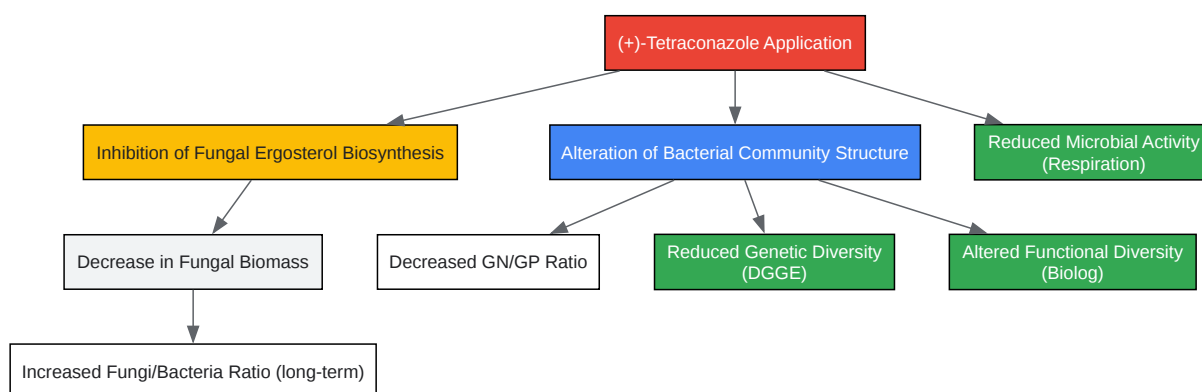 (+)-Tetraconazole Application
Inhibition of Fungal Ergosterol Biosynthesis
Alteration of Bacterial Community Structure
Reduced Microbial Activity
(Respiration)
Decrease in Fungal Biomass
Decreased GN/GP Ratio
Reduced Genetic Diversity
(DGGE)
Altered Functional Diversity
(Biolog)
Increased Fungi/Bacteria Ratio (long-term)